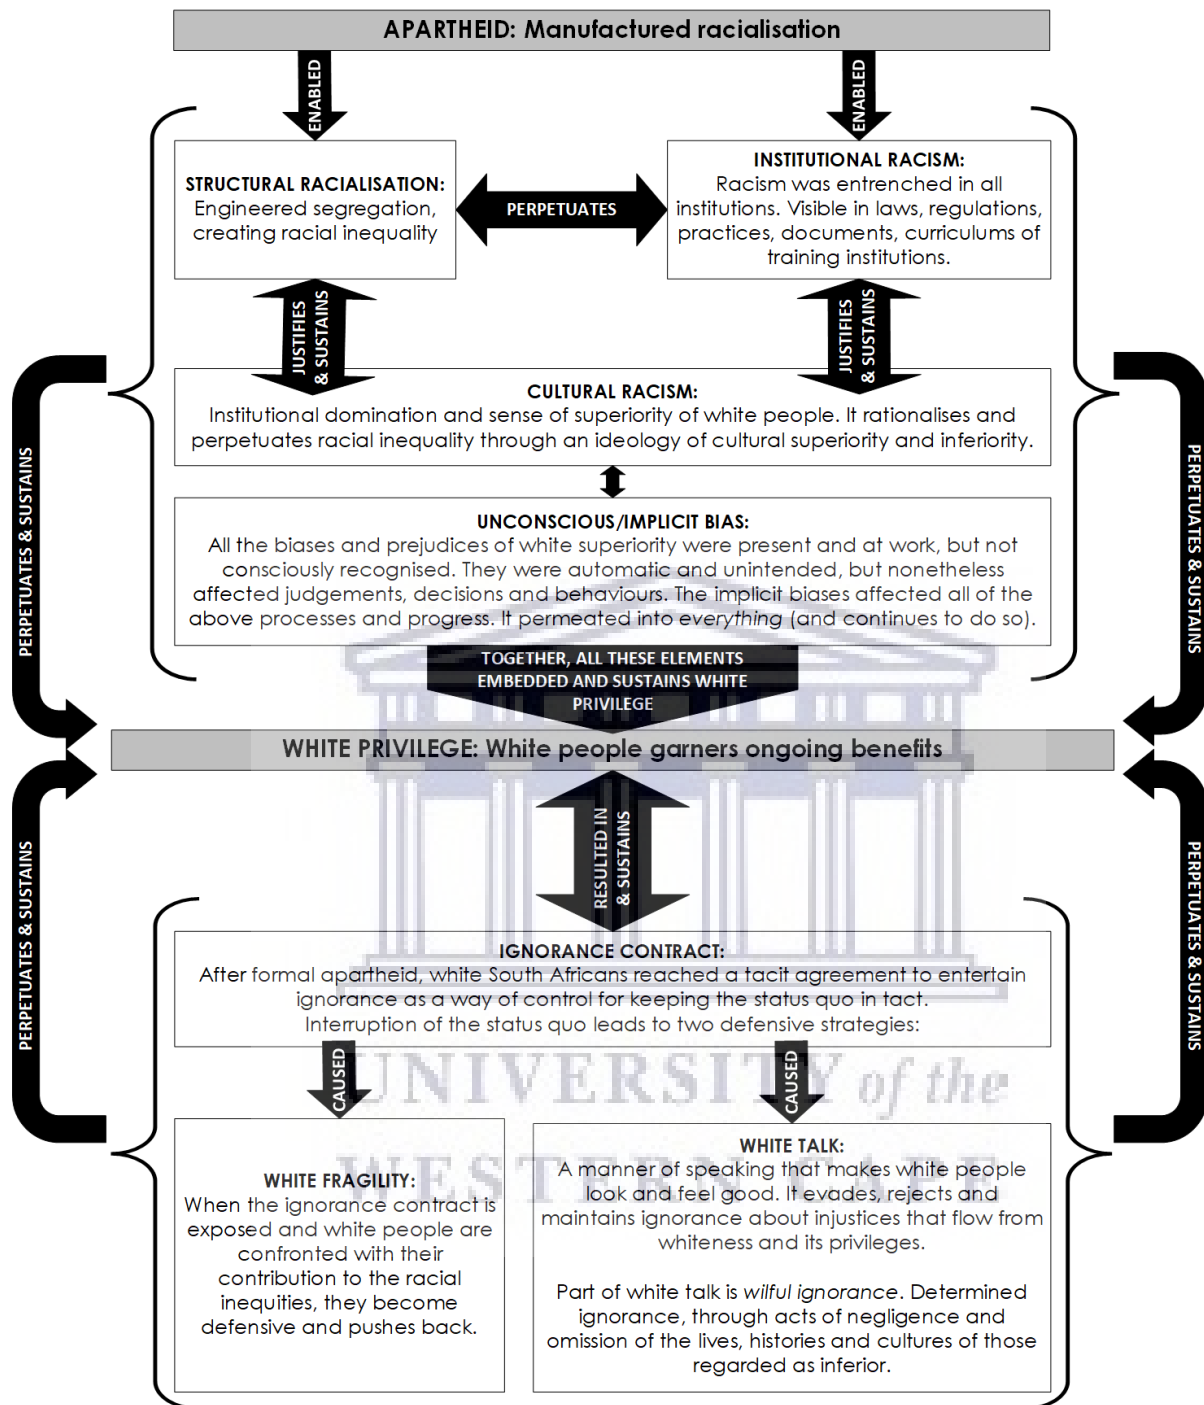 APARTHEID: Manufactured racialisation
ENABLED
ENABLED
STRUCTURAL RACIALISATION:
Engineered segregation,
creating racial inequality
PERPETUATES
INSTITUTIONAL RACISM:
Racism was entrenched in all
institutions. Visible in laws, regulations,
practices, documents, curriculums of
training institutions.
JUSTIFIES
& SUSTAINS
JUSTIFIES
& SUSTAINS
CULTURAL RACISM:
Institutional domination and sense of superiority of white people. It rationalises and
perpetuates racial inequality through an ideology of cultural superiority and inferiority.
UNCONSCIOUS/IMPLICIT BIAS:
All the biases and prejudices of white superiority were present and at work, but not
consciously recognised. They were automatic and unintended, but nonetheless
affected judgements, decisions and behaviours. The implicit biases affected all of the
above processes and progress. It permeated into everything (and continues to do so).
PERPETUATES & SUSTAINS
PERPETUATES & SUSTAINS
TOGETHER, ALL THESE ELEMENTS
EMBEDDED AND SUSTAINS WHITE
PRIVILEGE
WHITE PRIVILEGE: White people garners ongoing benefits
RESULTED IN
& SUSTAINS
PERPETUATES & SUSTAINS
PERPETUATES & SUSTAINS
IGNORANCE CONTRACT:
After formal apartheid, white South Africans reached a tacit agreement to entertain
ignorance as a way of control for keeping the status quo in tact.
Interruption of the status quo leads to two defensive strategies:
CAUSED
CAUSED
UNIVERSITY of the
WESTERN CAPE
WHITE FRAGILITY:
When the ignorance contract is
exposed and white people are
confronted with their
contribution to the racial
inequities, they become
defensive and pushes back.
WHITE TALK:
A manner of speaking that makes white people
look and feel good. It evades, rejects and
maintains ignorance about injustices that flow from
whiteness and its privileges.
Part of white talk is wilful ignorance. Determined
ignorance, through acts of negligence and
omission of the lives, histories and cultures of those
regarded as inferior.